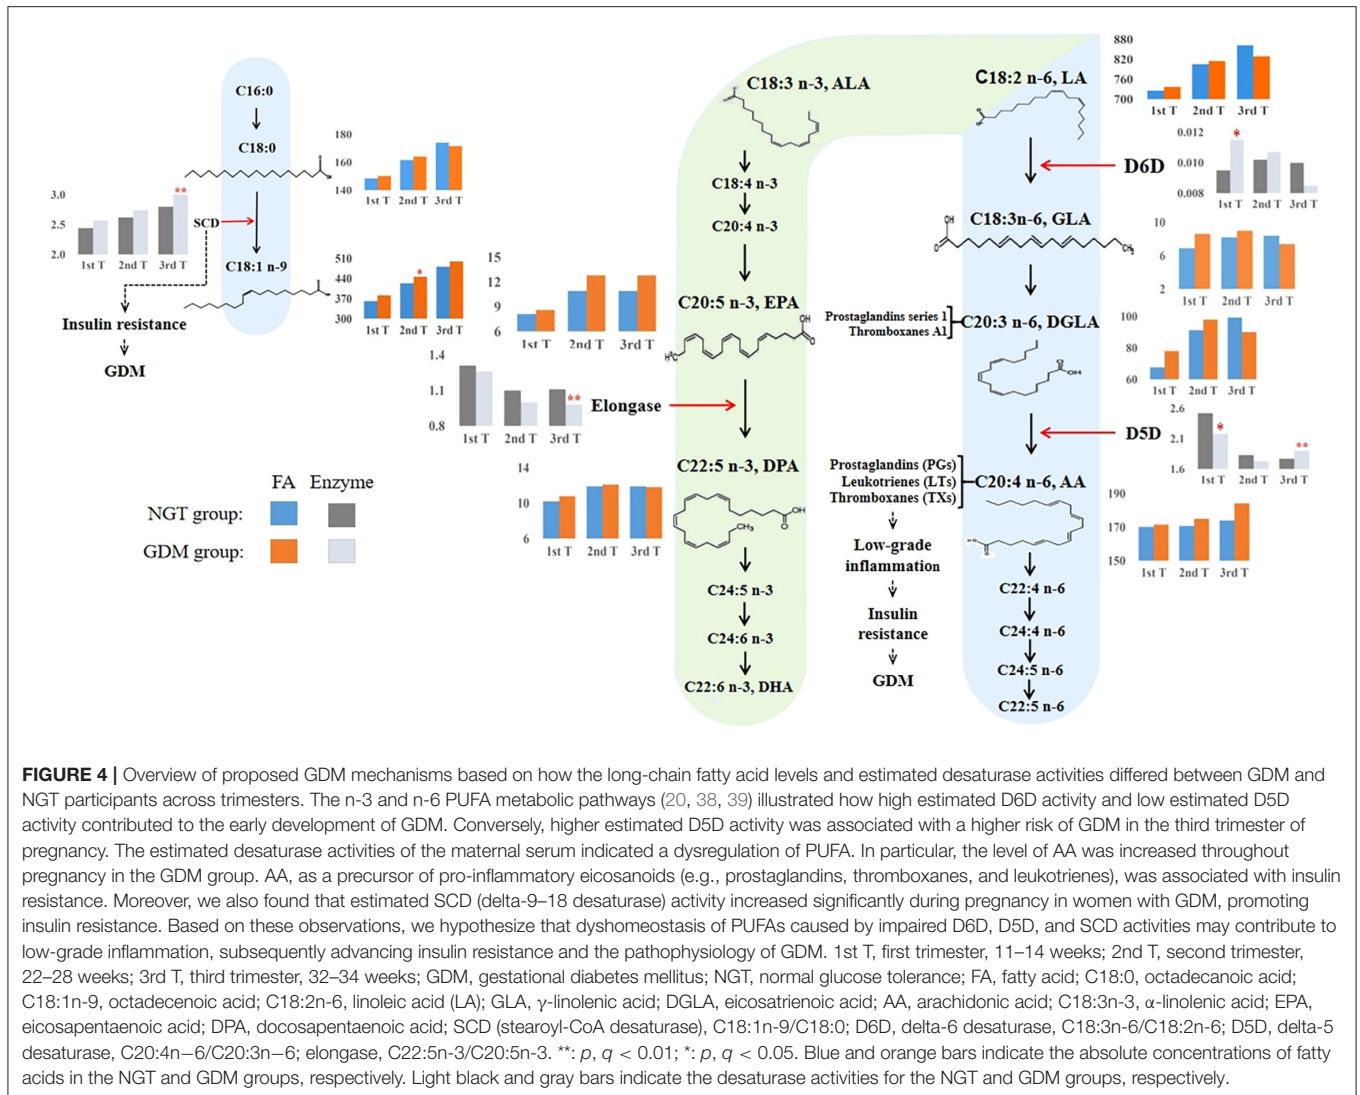 C16:0
C18:0
180
160
140
1st T 2nd T 3rd T
3.0
2.5
2.0
**
1st T 2nd T 3rd T
SCD
C18:1 n-9
510
440
370
300
*
1st T 2nd T 3rd T
Insulin resistance
GDM
15
12
9
6
1st T 2nd T 3rd T
1.4
1.1
0.8
**
1st T 2nd T 3rd T
Elongase
14
10
6
1st T 2nd T 3rd T
FA Enzyme
NGT group:
GDM group:
C18:3 n-3, ALA
C18:4 n-3
C20:4 n-3
C20:5 n-3, EPA
OH
O
H3C
C22:5 n-3, DPA
O
OH
CH3
C24:5 n-3
C24:6 n-3
C22:6 n-3, DHA
C18:2 n-6, LA
880
820
760
700
1st T 2nd T 3rd T
D6D
0.012
0.010
0.008
*
1st T 2nd T 3rd T
C18:3n-6, GLA
OH
O
CH3
10
6
2
1st T 2nd T 3rd T
Prostaglandins series 1
Thromboxanes A1
C20:3 n-6, DGLA
O
OH
100
80
60
1st T 2nd T 3rd T
D5D
2.6
2.1
1.6
*
**
1st T 2nd T 3rd T
Prostaglandins (PGs)
Leukotrienes (LTs)
Thromboxanes (TXs)
C20:4 n-6, AA
190
170
150
1st T 2nd T 3rd T
Low-grade
inflammation
Insulin
resistance
GDM
C22:4 n-6
C24:4 n-6
C24:5 n-6
C22:5 n-6
FIGURE 4 | Overview of proposed GDM mechanisms based on how the long-chain fatty acid levels and estimated desaturase activities differed between GDM and
NGT participants across trimesters. The n-3 and n-6 PUFA metabolic pathways (20, 38, 39) illustrated how high estimated D6D activity and low estimated D5D
activity contributed to the early development of GDM. Conversely, higher estimated D5D activity was associated with a higher risk of GDM in the third trimester of
pregnancy. The estimated desaturase activities of the maternal serum indicated a dysregulation of PUFA. In particular, the level of AA was increased throughout
pregnancy in the GDM group. AA, as a precursor of pro-inflammatory eicosanoids (e.g., prostaglandins, thromboxanes, and leukotrienes), was associated with insulin
resistance. Moreover, we also found that estimated SCD (delta-9–18 desaturase) activity increased significantly during pregnancy in women with GDM, promoting
insulin resistance. Based on these observations, we hypothesize that dyshomeostasis of PUFAs caused by impaired D6D, D5D, and SCD activities may contribute to
low-grade inflammation, subsequently advancing insulin resistance and the pathophysiology of GDM. 1st T, first trimester, 11–14 weeks; 2nd T, second trimester,
22–28 weeks; 3rd T, third trimester, 32–34 weeks; GDM, gestational diabetes mellitus; NGT, normal glucose tolerance; FA, fatty acid; C18:0, octadecanoic acid;
C18:1n-9, octadecenoic acid; C18:2n-6, linoleic acid (LA); GLA, γ-linolenic acid; DGLA, eicosatrienoic acid; AA, arachidonic acid; C18:3n-3, α-linolenic acid; EPA,
eicosapentaenoic acid; DPA, docosapentaenoic acid; SCD (stearoyl-CoA desaturase), C18:1n-9/C18:0; D6D, delta-6 desaturase, C18:3n-6/C18:2n-6; D5D, delta-5
desaturase, C20:4n−6/C20:3n−6; elongase, C22:5n-3/C20:5n-3. **: p, q < 0.01; *: p, q < 0.05. Blue and orange bars indicate the absolute concentrations of fatty
acids in the NGT and GDM groups, respectively. Light black and gray bars indicate the desaturase activities for the NGT and GDM groups, respectively.